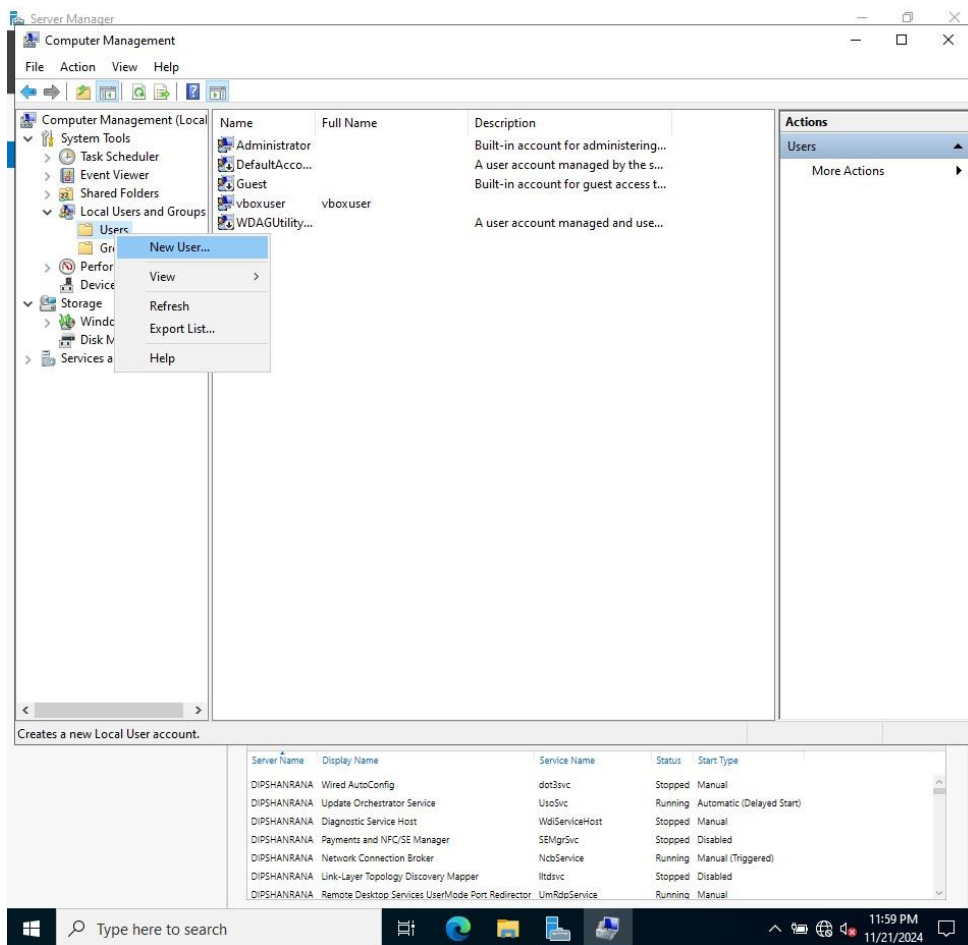 Server Manager
Computer Management
File Action View Help
Computer Management (Local
System Tools
Task Scheduler
Event Viewer
Shared Folders
Local Users and Groups
Users
Gr
Perfor
Device
Storage
Windo
Disk M
Services a
New User...
View
Refresh
Export List...
Help
Name Full Name Description
Administrator Built-in account for administering...
DefaultAcco... A user account managed by the s...
Guest Built-in account for guest access t...
vboxuser vboxuser
WDAGUtility... A user account managed and use...
Actions
Users
More Actions
Creates a new Local User account.
Server Name Display Name Service Name Status Start Type
DIPSHANRANA Wired AutoConfig dot3svc Stopped Manual
DIPSHANRANA Update Orchestrator Service UsoSvc Running Automatic (Delayed Start)
DIPSHANRANA Diagnostic Service Host WdiServiceHost Stopped Manual
DIPSHANRANA Payments and NFC/SE Manager SEMgrSvc Stopped Disabled
DIPSHANRANA Network Connection Broker NcbService Running Manual (Triggered)
DIPSHANRANA Link-Layer Topology Discovery Mapper lltdsvc Stopped Disabled
DIPSHANRANA Remote Desktop Services UserMode Port Redirector UmRdpService Running Manual
Type here to search
11:59 PM
11/21/2024